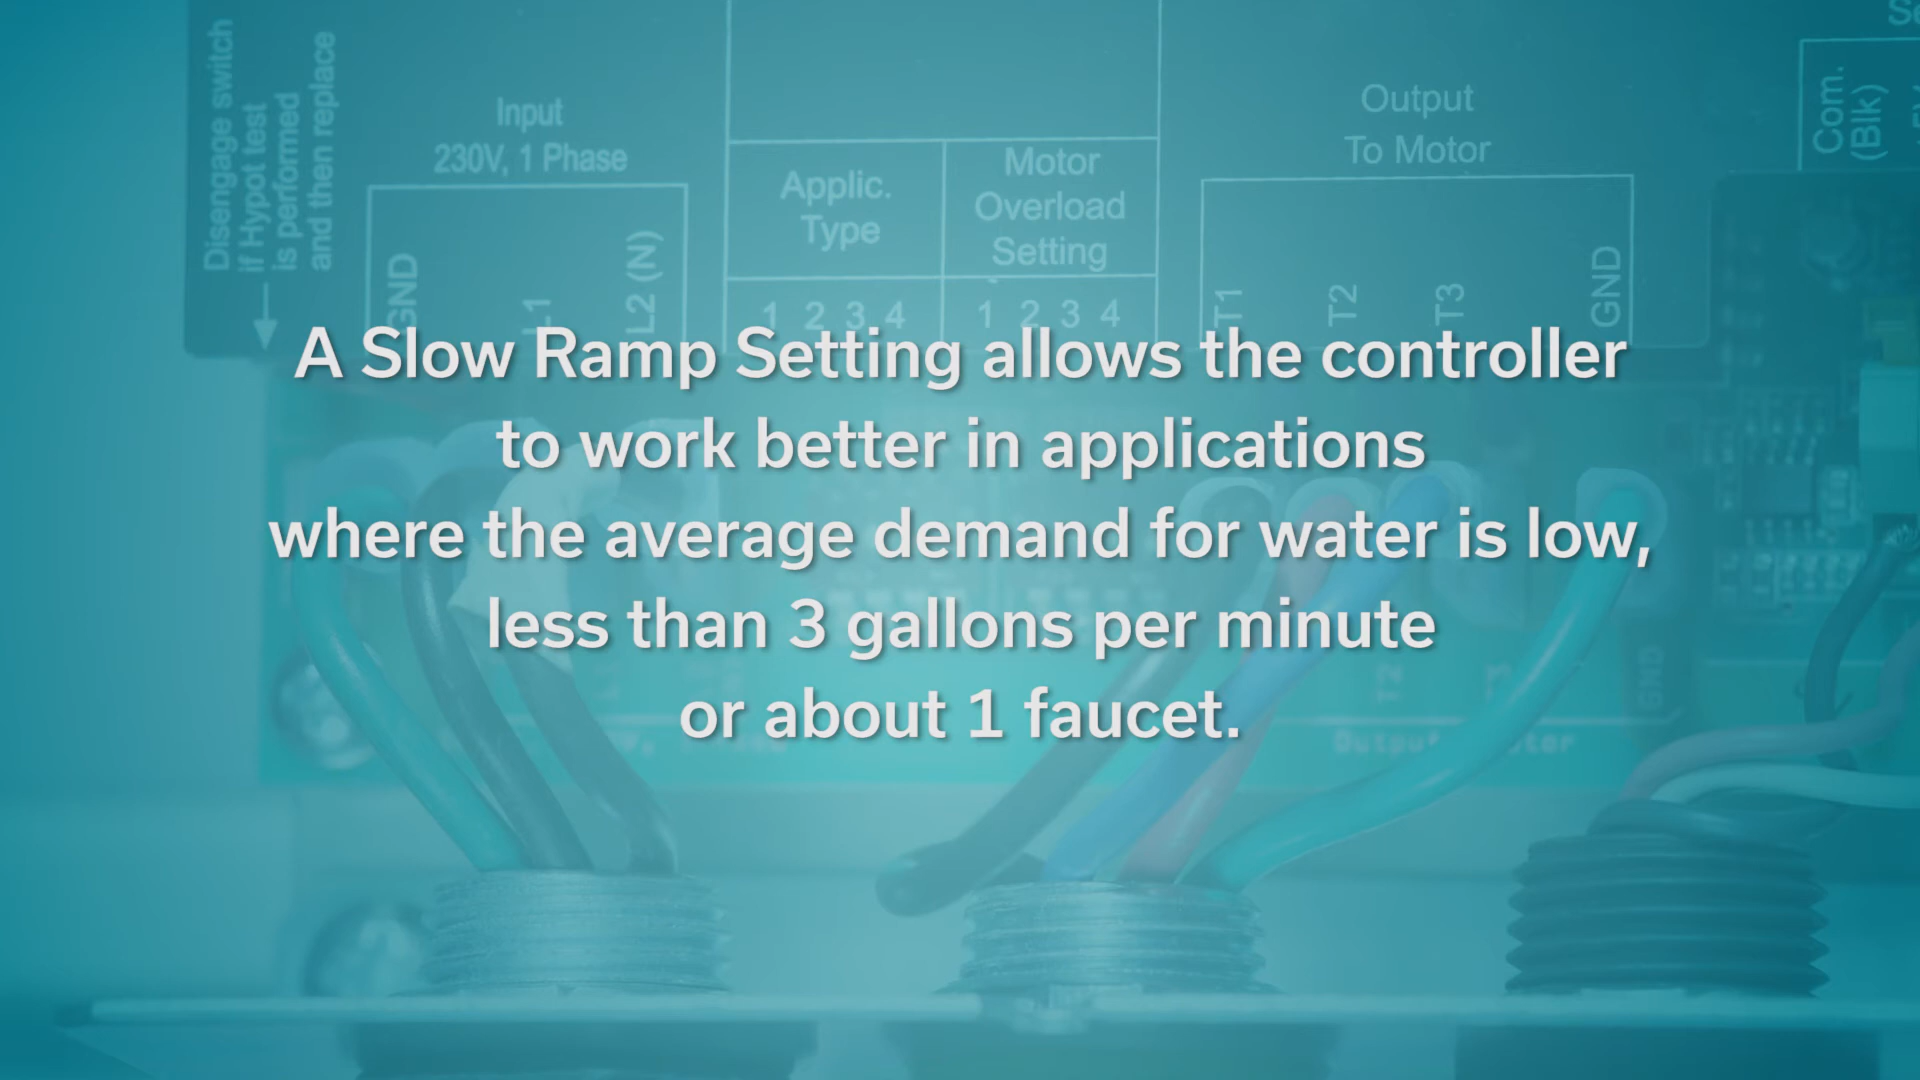 Disengage switch
if Hypot test
is performed
and then replace
Input
230V, 1 Phase
GND
L1
L2 (N)
Applic.
Type
Motor
Overload
Setting
1 2 3 4
1 2 3 4
Output
To Motor
T1
T2
T3
GND
Com.
(Blk)
A Slow Ramp Setting allows the controller
to work better in applications
where the average demand for water is low,
less than 3 gallons per minute
or about 1 faucet.
T2
GND